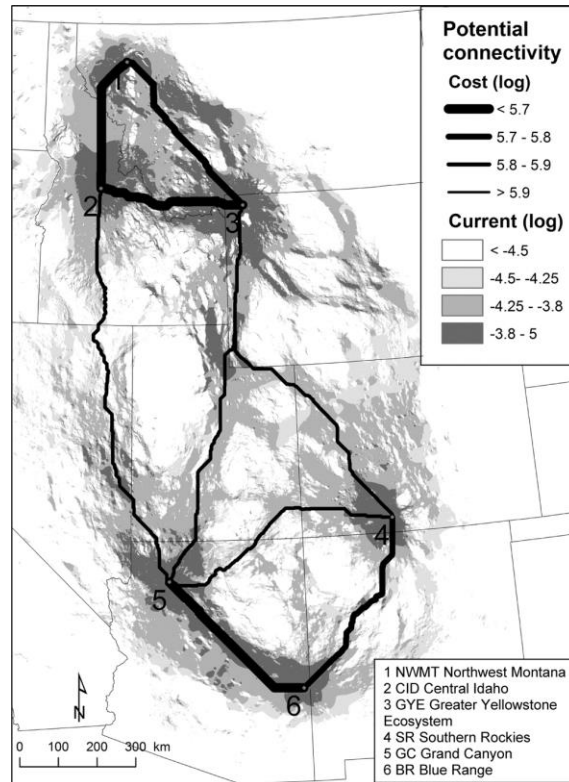 Potential
connectivity
Cost (log)
< 5.7
5.7 - 5.8
5.8 - 5.9
> 5.9
Current (log)
< -4.5
-4.5- -4.25
-4.25 - -3.8
-3.8 - 5
1
2
3
4
5
6
N
0 100 200 300 km
1 NWMT Northwest Montana
2 CID Central Idaho
3 GYE Greater Yellowstone
Ecosystem
4 SR Southern Rockies
5 GC Grand Canyon
6 BR Blue Range